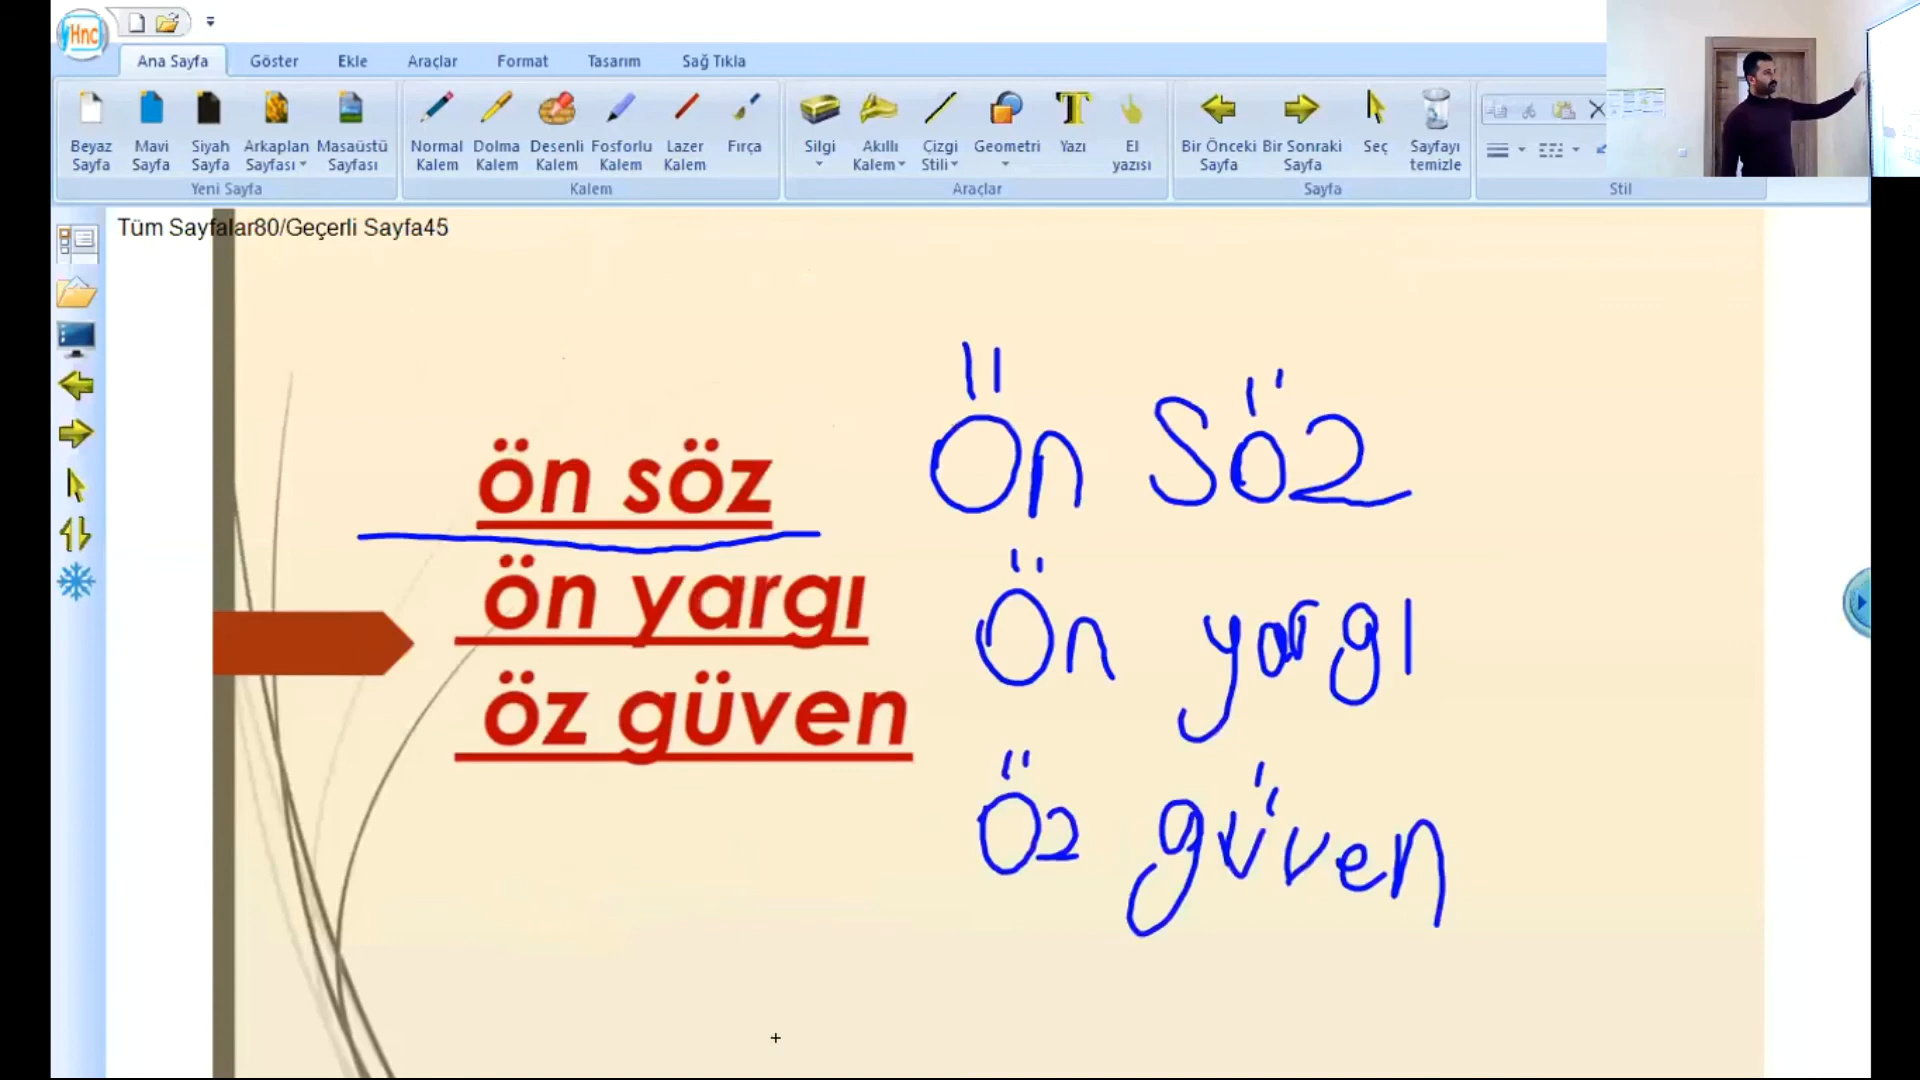 Hnc
Ana Sayfa Göster Ekle Araçlar Format Tasarım Sağ Tıkla
Beyaz Sayfa Mavi Sayfa Siyah Sayfa Arkaplan Sayfası Masaüstü Sayfası
Yeni Sayfa
Normal Kalem Dolma Kalem Desenli Kalem Fosforlu Kalem Lazer Kalem Fırça
Kalem
Silgi Akıllı Kalem Çizgi Stili Geometri Yazı El yazısı
Araçlar
Bir Önceki Sayfa Bir Sonraki Sayfa Seç Sayfayı temizle
Sayfa
Stil
Tüm Sayfalar80/Geçerli Sayfa45
ön söz
ön yargı
öz güven
Ön Söz
Ön yargı
Öz güven